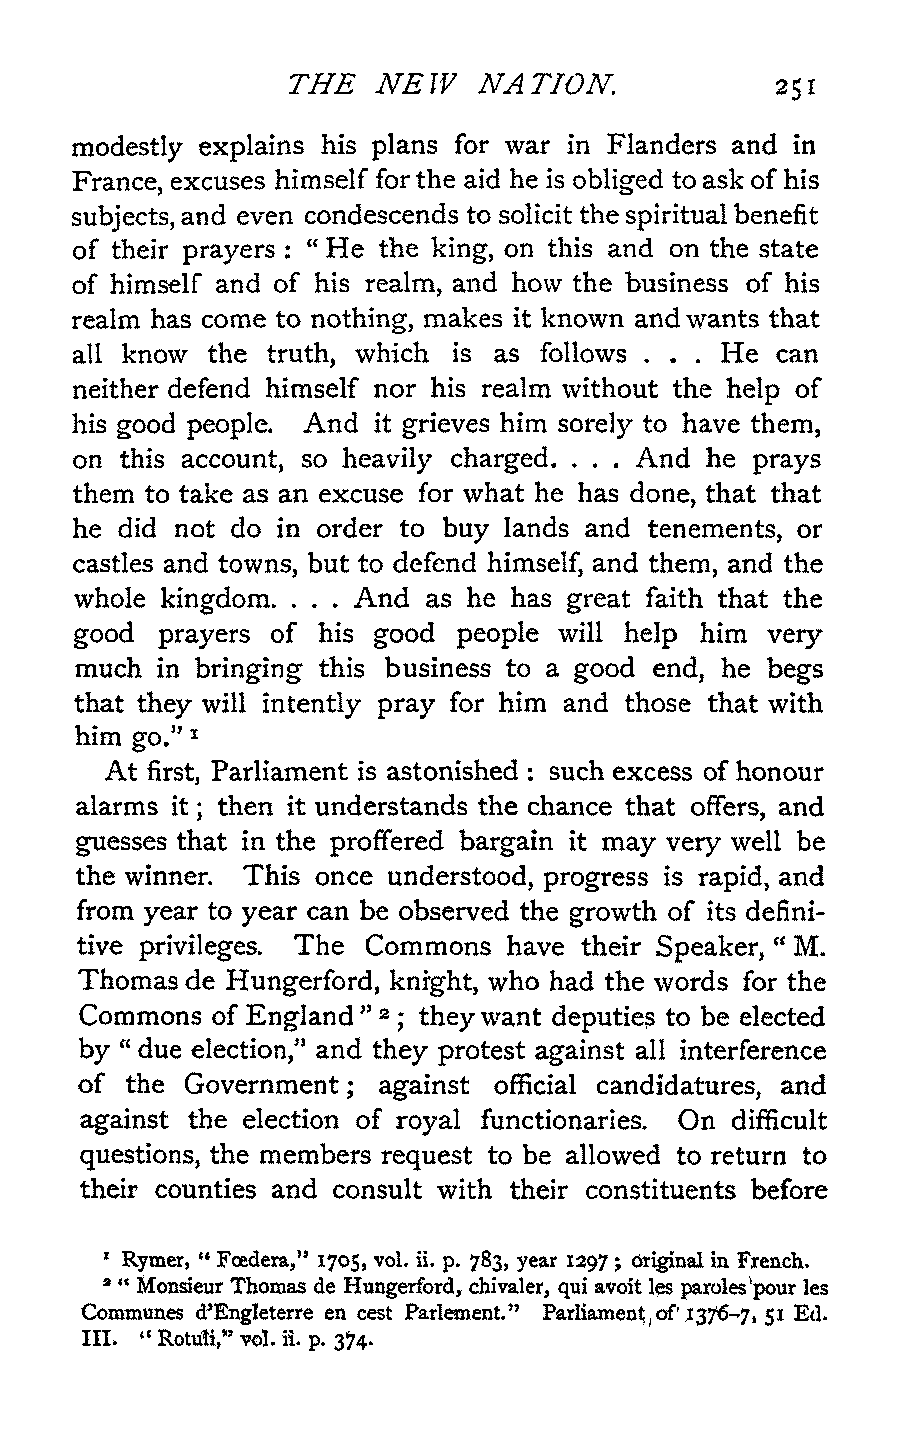 THE NEW NATION. 251
modestly explains his plans for war in Flanders and in
France, excuses himself for the aid he is obliged to ask of his
subjects, and even condescends to solicit the spiritual benefit
of their prayers : “ He the king, on this and on the state
of himself and of his realm, and how the business of his
realm has come to nothing, makes it known and wants that
all know the truth, which is as follows . . . He can
neither defend himself nor his realm without the help of
his good people. And it grieves him sorely to have them,
on this account, so heavily charged. . . . And he prays
them to take as an excuse for what he has done, that that
he did not do in order to buy lands and tenements, or
castles and towns, but to defend himself, and them, and the
whole kingdom. . . . And as he has great faith that the
good prayers of his good people will help him very
much in bringing this business to a good end, he begs
that they will intently pray for him and those that with
him go.” ¹
At first, Parliament is astonished : such excess of honour
alarms it ; then it understands the chance that offers, and
guesses that in the proffered bargain it may very well be
the winner. This once understood, progress is rapid, and
from year to year can be observed the growth of its defini-
tive privileges. The Commons have their Speaker, “ M.
Thomas de Hungerford, knight, who had the words for the
Commons of England ” ² ; they want deputies to be elected
by “ due election,” and they protest against all interference
of the Government ; against official candidatures, and
against the election of royal functionaries. On difficult
questions, the members request to be allowed to return to
their counties and consult with their constituents before
¹ Rymer, “ Fœdera,” 1705, vol. ii. p. 783, year 1297 ; original in French.
² “ Monsieur Thomas de Hungerford, chivaler, qui avoit les paroles pour les
Communes d’Engleterre en cest Parlement.” Parliament of 1376–7, 51 Ed.
III. “ Rotuli,” vol. ii. p. 374.